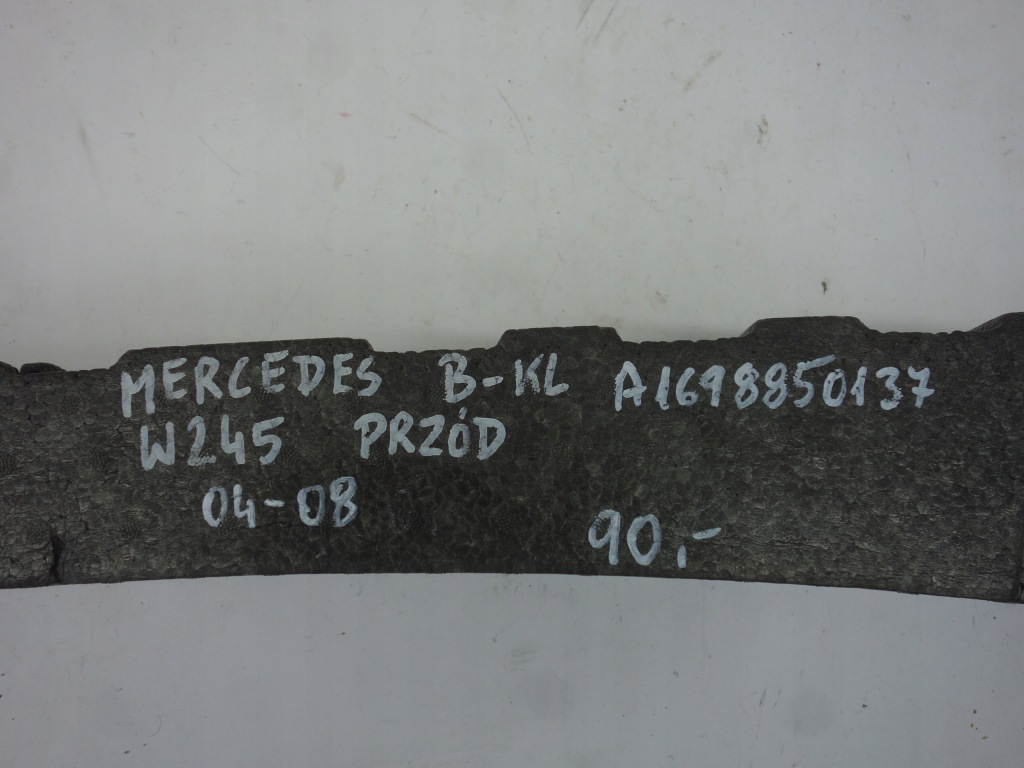 MERCEDES B-KL A1698850137
W245 PRZÓD
04-08
90,-